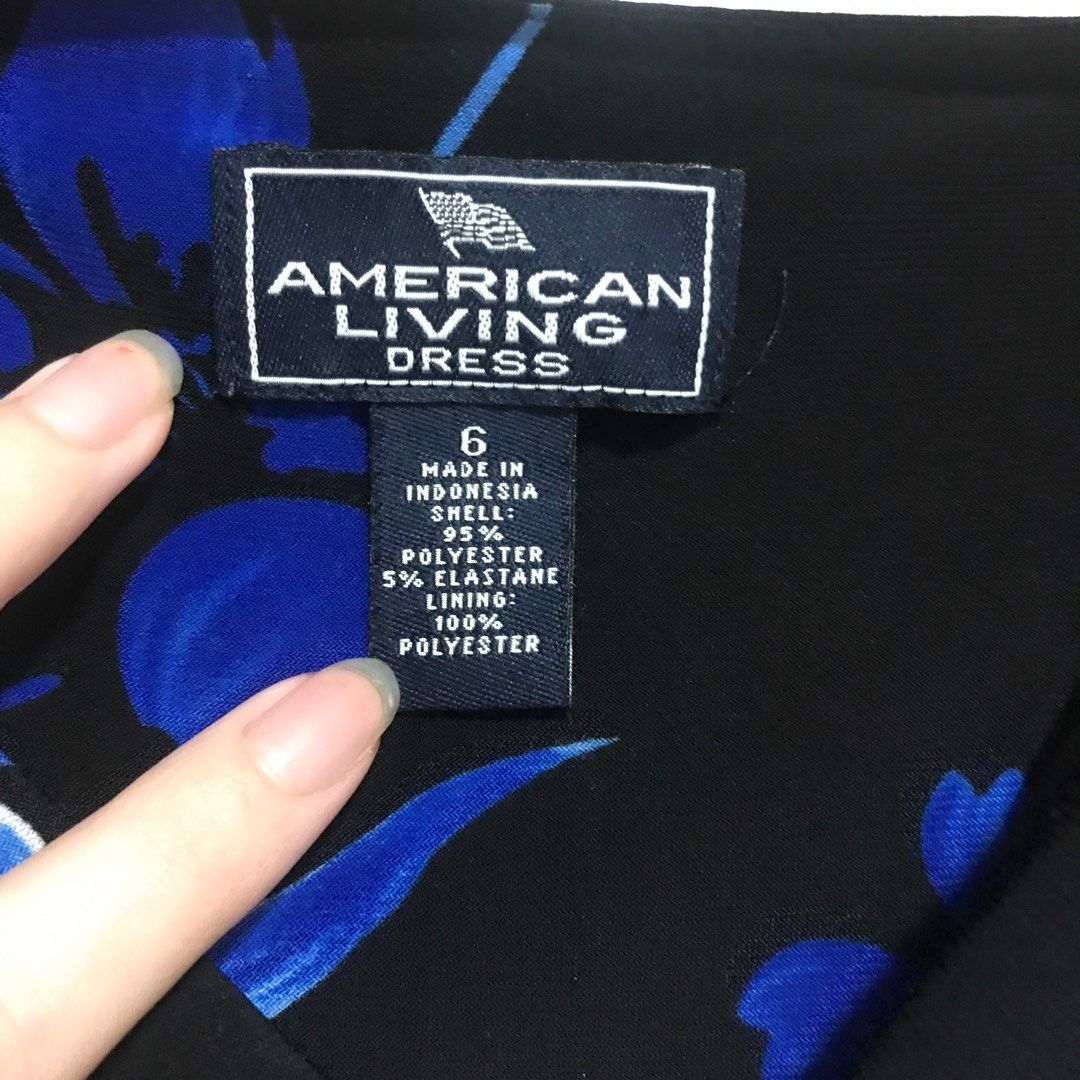 AMERICAN
LIVING
DRESS
6
MADE IN
INDONESIA
SHELL:
95%
POLYESTER
5% ELASTANE
LINING:
100%
POLYESTER